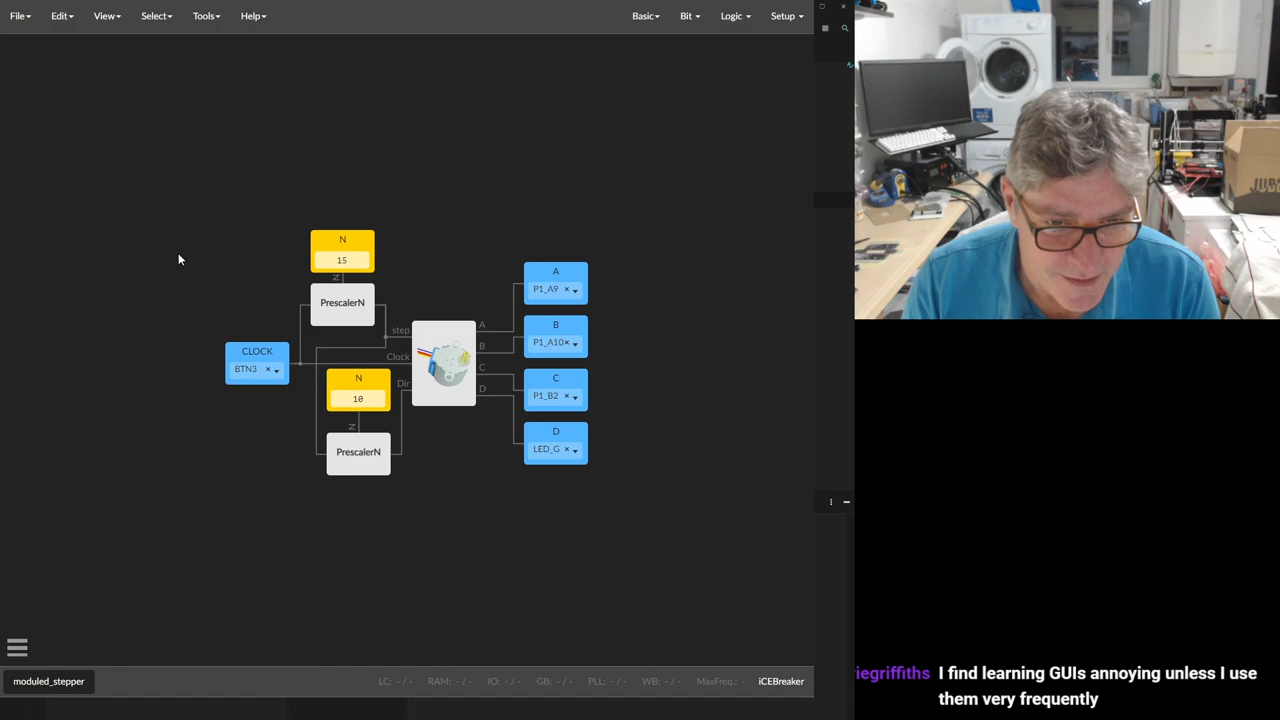 File Edit View Select Tools Help Basic Bit Logic Setup
N
15
N
PrescalerN
CLOCK
BTN3 ×
step
Clock
Dir
N
10
N
PrescalerN
A
B
C
D
A
P1_A9 ×
B
P1_A10×
C
P1_B2 ×
D
LED_G ×
moduled_stepper
LC: - / - RAM: - / - IO: - / - GB: - / - PLL: - / - WB: - / - MaxFreq.: - iCEBreaker
iegriffiths I find learning GUIs annoying unless I use
them very frequently